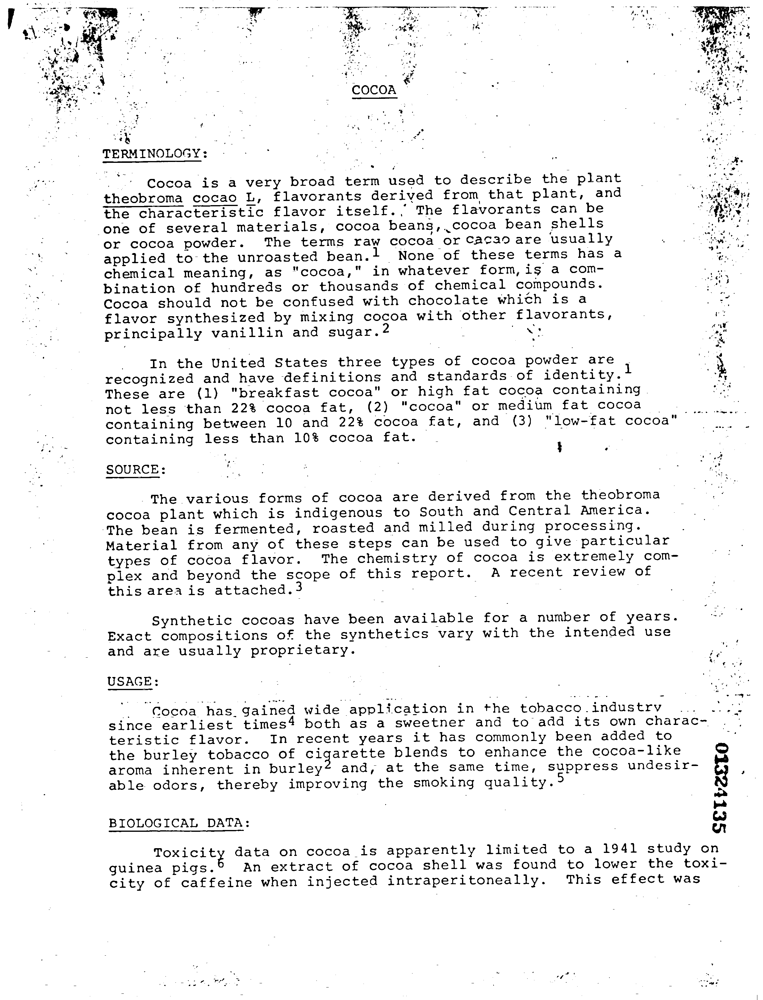 COCOA
TERMINOLOGY:
Cocoa is a very broad term used to describe the plant
theobroma cocao L, flavorants derived from that plant, and
the characteristic flavor itself. The flavorants can be
one of several materials, cocoa beans, cocoa bean shells
or cocoa powder. The terms raw cocoa or cacao are usually
applied to the unroasted bean.1 None of these terms has a
chemical meaning, as "cocoa," in whatever form, is a com-
bination of hundreds or thousands of chemical compounds.
Cocoa should not be confused with chocolate which is a
flavor synthesized by mixing cocoa with other flavorants,
principally vanillin and sugar.2
In the United States three types of cocoa powder are
recognized and have definitions and standards of identity.1
These are (1) "breakfast cocoa" or high fat cocoa containing
not less than 22% cocoa fat, (2) "cocoa" or medium fat cocoa
containing between 10 and 22% cocoa fat, and (3) "low-fat cocoa"
containing less than 10% cocoa fat.
SOURCE:
The various forms of cocoa are derived from the theobroma
cocoa plant which is indigenous to South and Central America.
The bean is fermented, roasted and milled during processing.
Material from any of these steps can be used to give particular
types of cocoa flavor. The chemistry of cocoa is extremely com-
plex and beyond the scope of this report. A recent review of
this area is attached.3
Synthetic cocoas have been available for a number of years.
Exact compositions of the synthetics vary with the intended use
and are usually proprietary.
USAGE:
Cocoa has gained wide application in the tobacco industry
since earliest times4 both as a sweetner and to add its own charac-
teristic flavor. In recent years it has commonly been added to
the burley tobacco of cigarette blends to enhance the cocoa-like
aroma inherent in burley2 and, at the same time, suppress undesir-
able odors, thereby improving the smoking quality.5
BIOLOGICAL DATA:
Toxicity data on cocoa is apparently limited to a 1941 study on
guinea pigs.6 An extract of cocoa shell was found to lower the toxi-
city of caffeine when injected intraperitoneally. This effect was
01324135